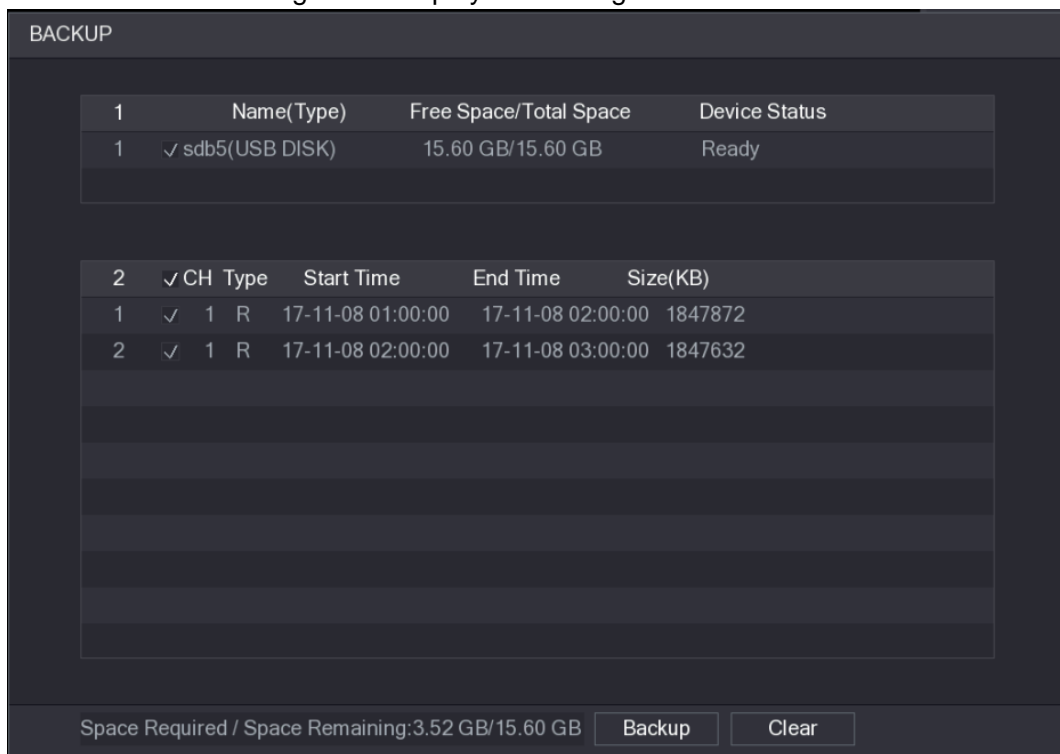 BACKUP
1 Name(Type) Free Space/Total Space Device Status
1 sdb5(USB DISK) 15.60 GB/15.60 GB Ready
2 CH Type Start Time End Time Size(KB)
1 1 R 17-11-08 01:00:00 17-11-08 02:00:00 1847872
2 1 R 17-11-08 02:00:00 17-11-08 03:00:00 1847632
Space Required / Space Remaining:3.52 GB/15.60 GB Backup Clear